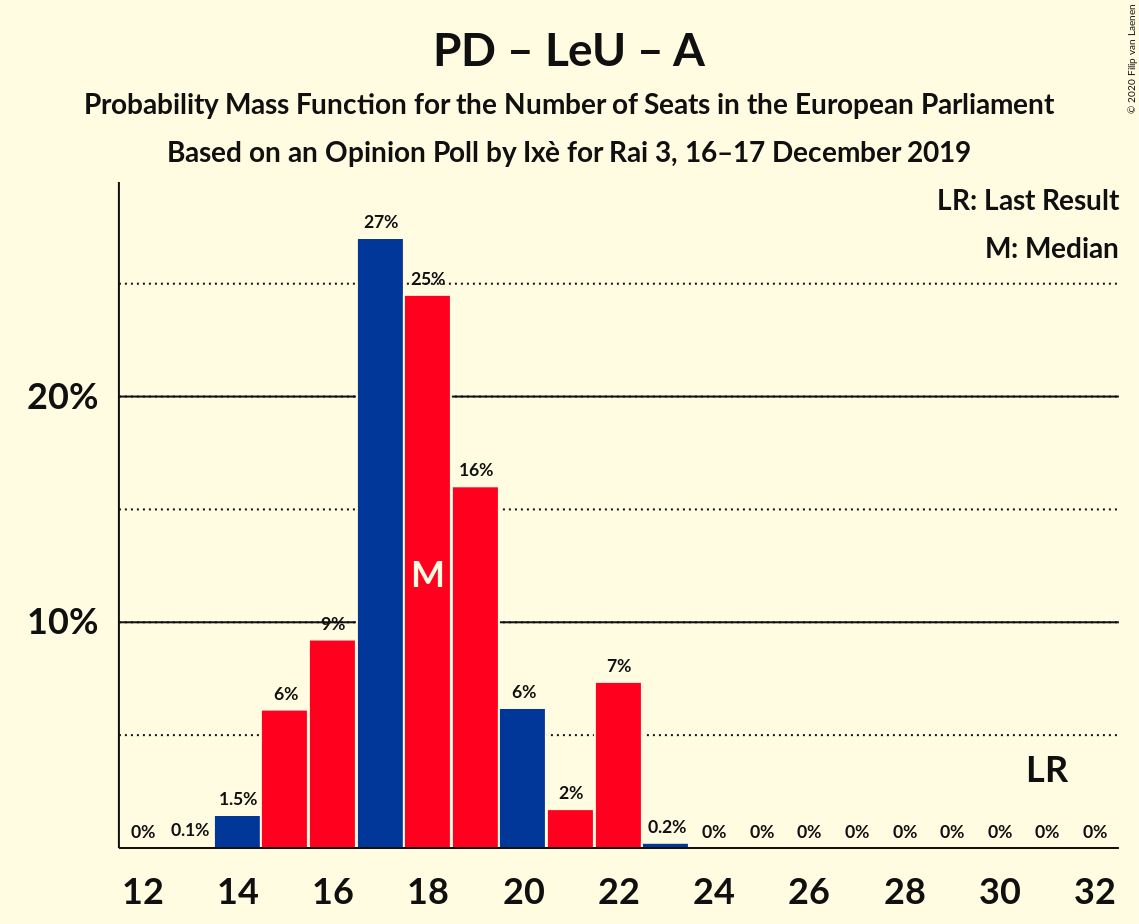 PD – LeU – A
Probability Mass Function for the Number of Seats in the European Parliament
Based on an Opinion Poll by Ixè for Rai 3, 16–17 December 2019
© 2020 Filip van Laenen
LR: Last Result
M: Median
27%
25%
20%
16%
M
10%
9%
7%
6%
6%
LR
2%
1.5%
0% 0.1% 0.2% 0% 0% 0% 0% 0% 0% 0% 0% 0%
12 14 16 18 20 22 24 26 28 30 32